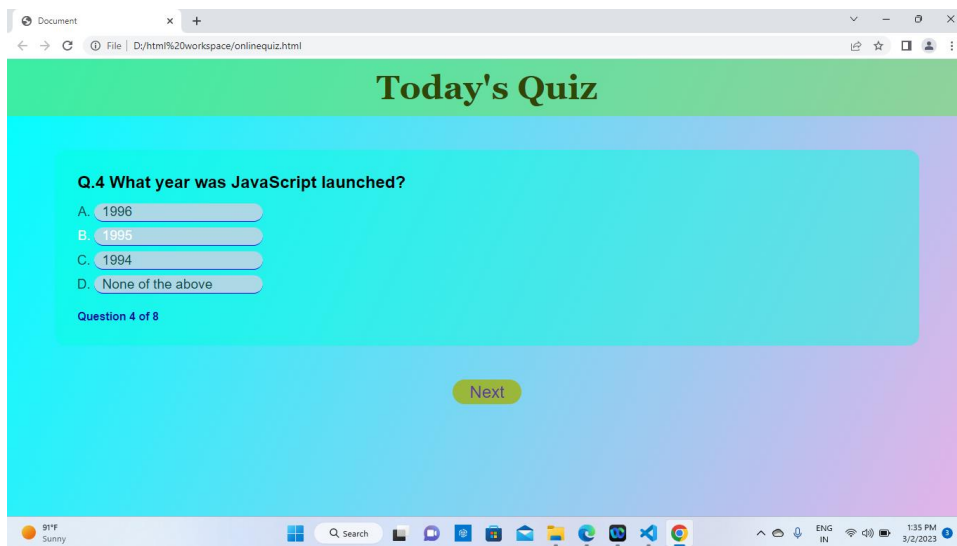 Document
File | D:/html%20workspace/onlinequiz.html
Today's Quiz
Q.4 What year was JavaScript launched?
A. 1996
B. 1995
C. 1994
D. None of the above
Question 4 of 8
Next
91°F
Sunny
Search
ENG
IN
1:35 PM
3/2/2023
3